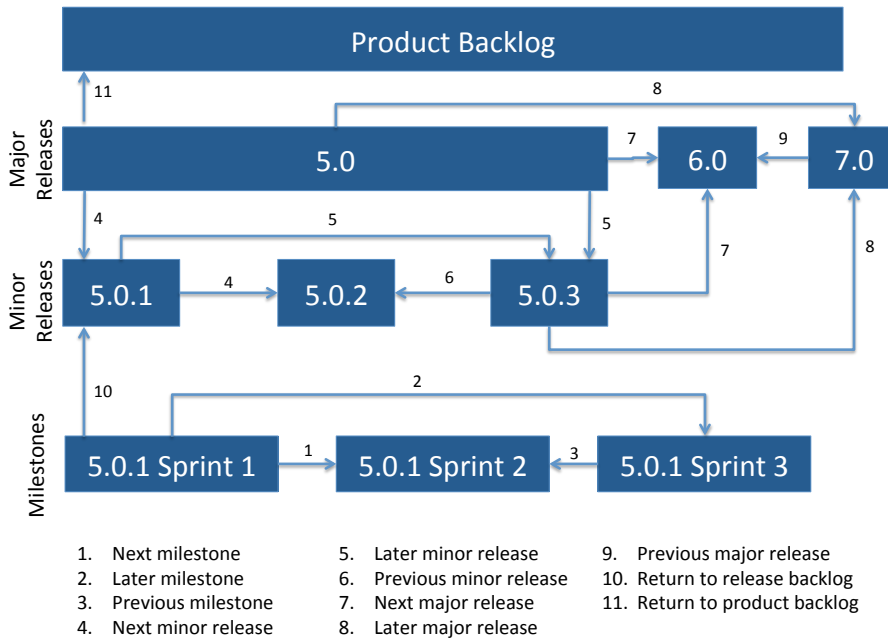 Product Backlog
11
8
Major
Releases
5.0
7
6.0
9
7.0
4
5
5
7
8
Minor
Releases
5.0.1
4
5.0.2
6
5.0.3
10
2
Milestones
5.0.1 Sprint 1
1
5.0.1 Sprint 2
3
5.0.1 Sprint 3
1. Next milestone
2. Later milestone
3. Previous milestone
4. Next minor release
5. Later minor release
6. Previous minor release
7. Next major release
8. Later major release
9. Previous major release
10. Return to release backlog
11. Return to product backlog